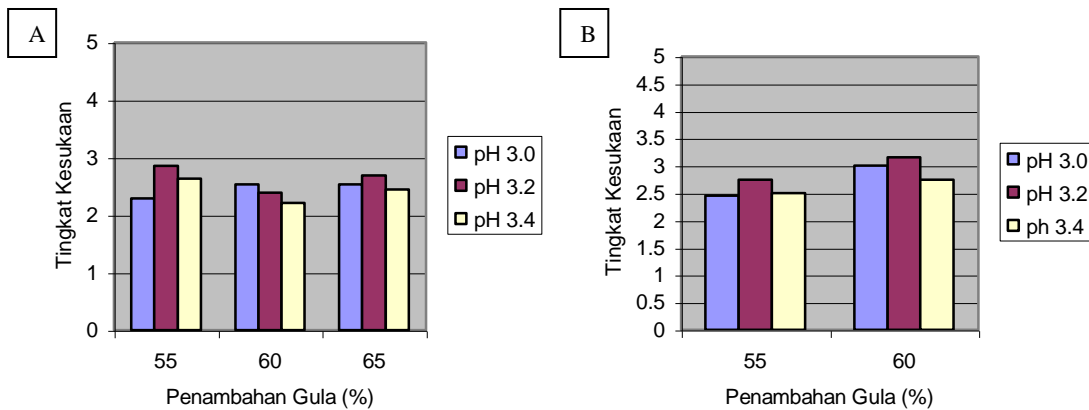 A
5
4
3
2
1
0
Tingkat Kesukaan
55 60 65
Penambahan Gula (%)
pH 3.0
pH 3.2
pH 3.4
B
5
4.5
4
3.5
3
2.5
2
1.5
1
0.5
0
Tingkat Kesukaan
55 60
Penambahan Gula (%)
pH 3.0
pH 3.2
ph 3.4